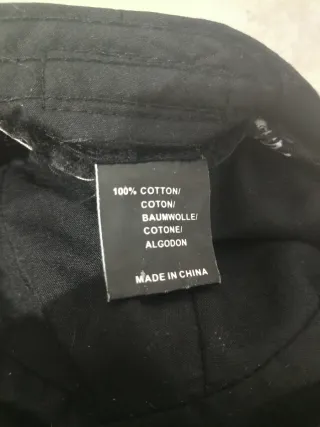 100% COTTON/
COTON/
BAUMWOLLE/
COTONE/
ALGODON
MADE IN CHINA